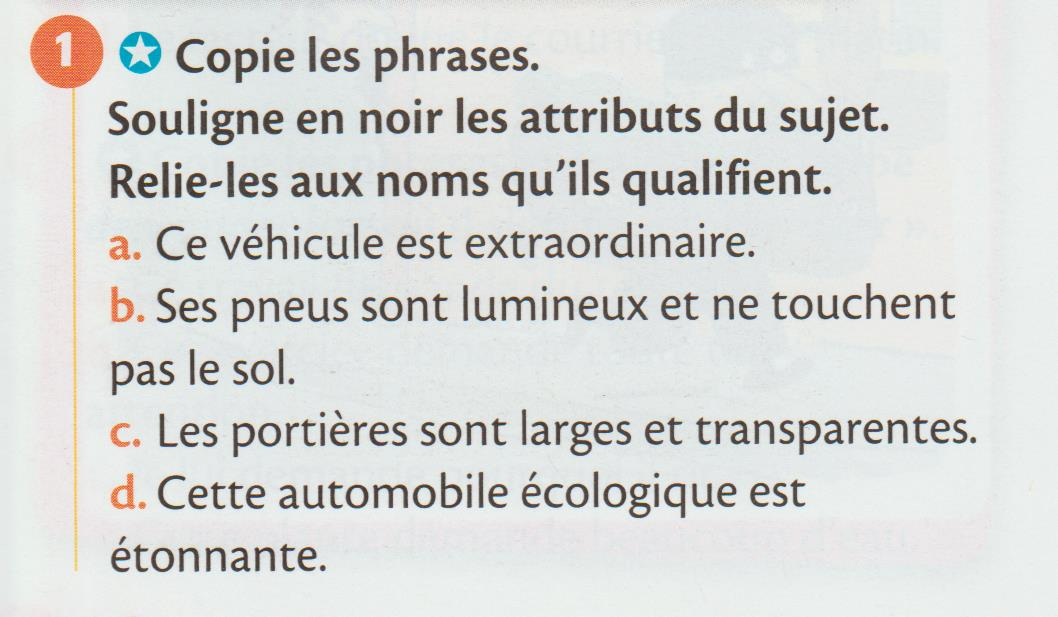 1 Copie les phrases.
Souligne en noir les attributs du sujet.
Relie-les aux noms qu'ils qualifient.
a. Ce véhicule est extraordinaire.
b. Ses pneus sont lumineux et ne touchent
pas le sol.
c. Les portières sont larges et transparentes.
d. Cette automobile écologique est
étonnante.